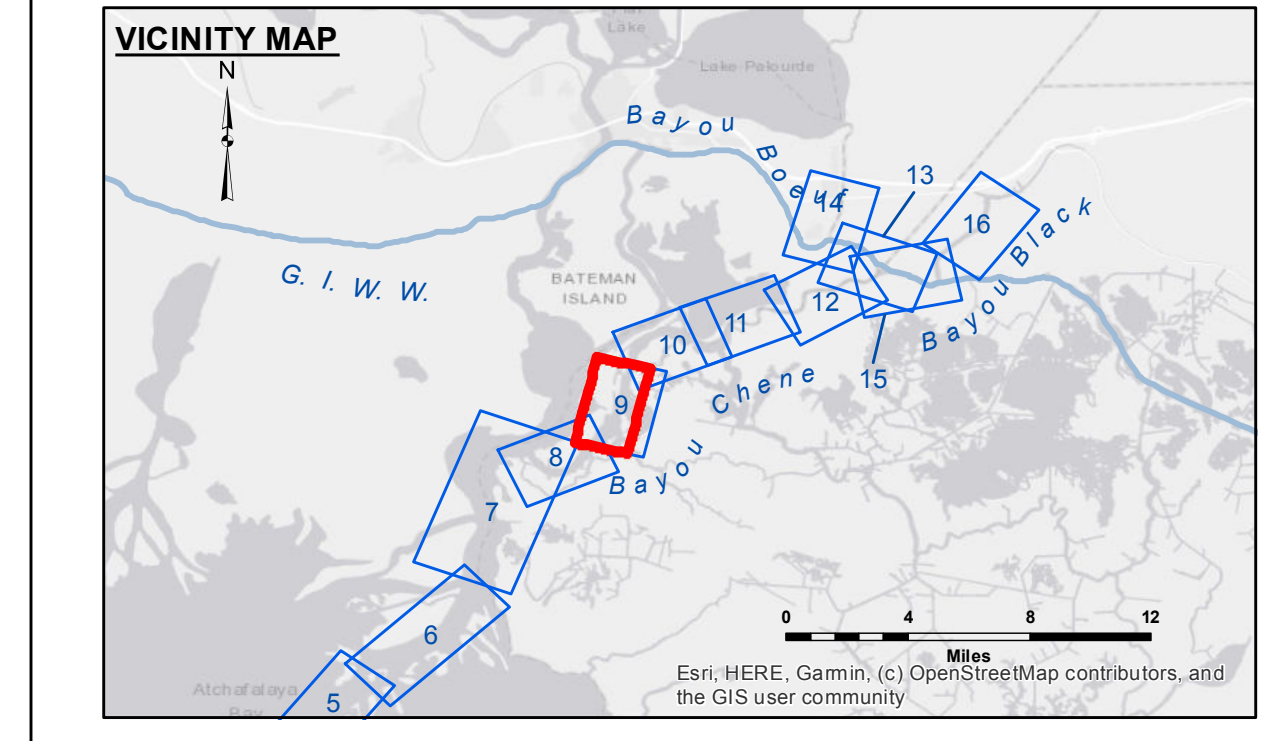 VICINITY MAP
N
Flat
Lake
Lake Palourde
Bayou Boeuf
13
14
16
Bayou Black
G. I. W. W.
BATEMAN
ISLAND
12
11
10
15
Bayou Chene
9
8
7
6
5
Atchafalaya
Bay
0 4 8 12
Miles
Esri, HERE, Garmin, (c) OpenStreetMap contributors, and
the GIS user community